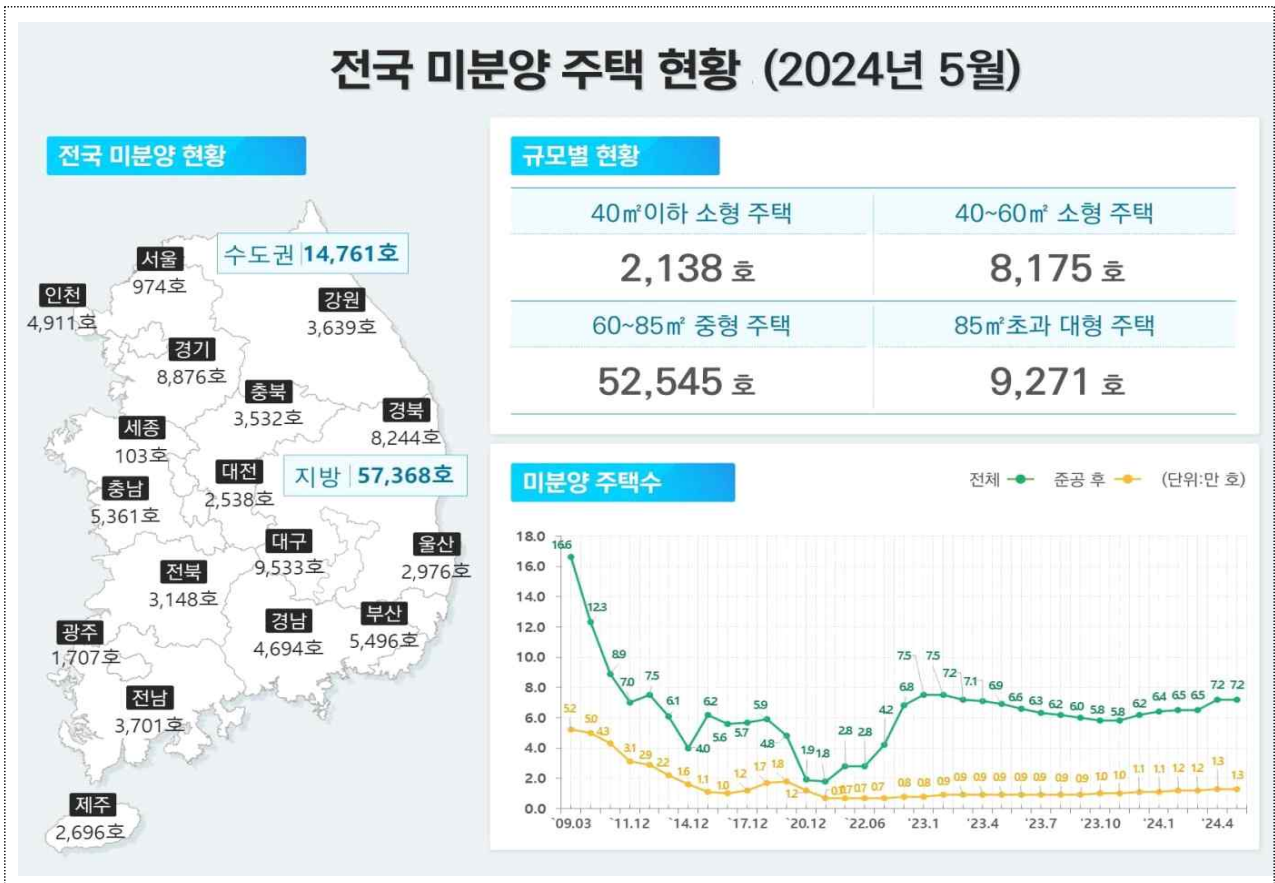 전국 미분양 주택 현황 (2024년 5월)
전국 미분양 현황
수도권 14,761호
서울
974호
인천
4,911호
강원
3,639호
경기
8,876호
충북
3,532호
경북
8,244호
세종
103호
지방 57,368호
대전
2,538호
충남
5,361호
대구
9,533호
울산
2,976호
전북
3,148호
경남
4,694호
부산
5,496호
광주
1,707호
전남
3,701호
제주
2,696호
규모별 현황
40㎡이하 소형 주택
2,138 호
40~60㎡ 소형 주택
8,175 호
60~85㎡ 중형 주택
52,545 호
85㎡초과 대형 주택
9,271 호
미분양 주택수
전체 준공 후 (단위:만 호)
18.0
16.0
14.0
12.0
10.0
8.0
6.0
4.0
2.0
0.0
16.6 12.3 8.9 7.0 7.5 6.1 4.0 6.2 5.6 5.7 5.9 4.8 1.9 1.8 2.8 2.8 4.2 6.8 7.5 7.5 7.2 7.1 6.9 6.6 6.3 6.2 6.0 5.8 5.8 6.2 6.4 6.5 6.5 7.2 7.2
5.2 5.0 4.3 3.1 2.9 2.2 1.6 1.1 1.0 1.2 1.7 1.8 1.2 0.7 0.7 0.7 0.7 0.8 0.8 0.9 0.9 0.9 0.9 0.9 0.9 0.9 1.0 1.0 1.1 1.1 1.2 1.2 1.3 1.3
`09.03 `11.12 `14.12 `17.12 `20.12 `22.06 '23.1 '23.4 '23.7 '23.10 '24.1 '24.4